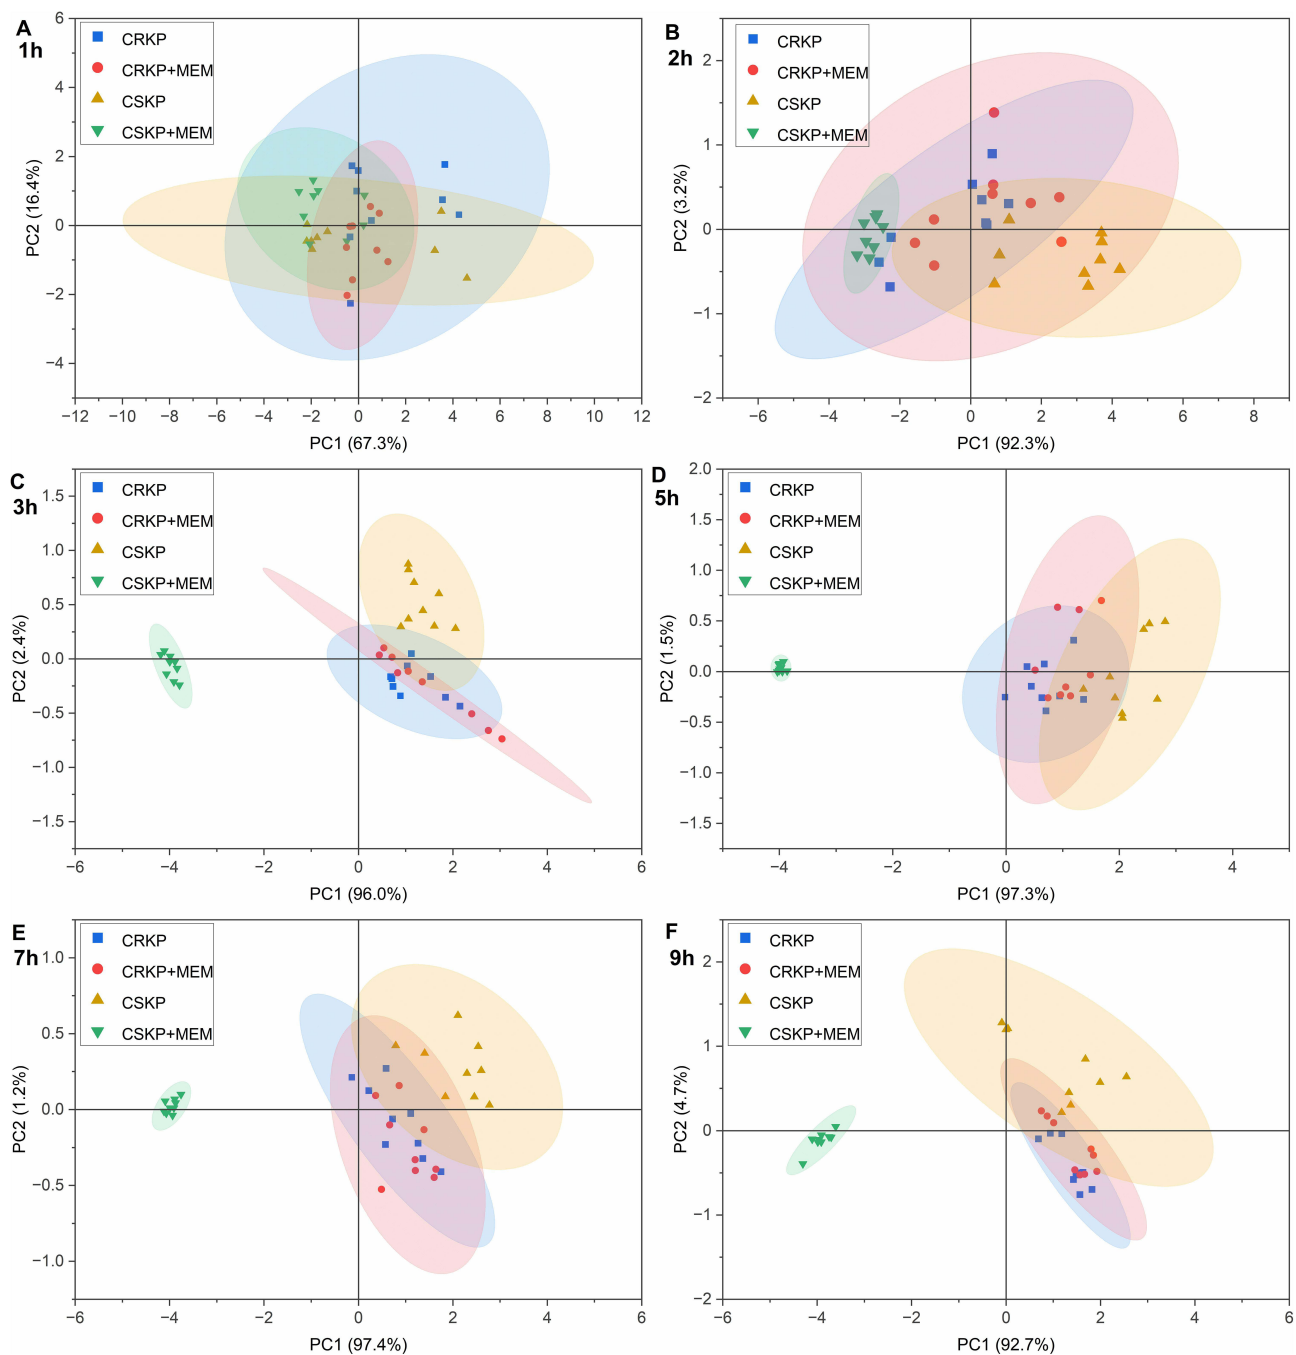 A
1h
CRKP
CRKP+MEM
CSKP
CSKP+MEM
6
4
2
0
−2
−4
PC2 (16.4%)
−12 −10 −8 −6 −4 −2 0 2 4 6 8 10 12
PC1 (67.3%)
B
2h
CRKP
CRKP+MEM
CSKP
CSKP+MEM
2
1
0
−1
−2
PC2 (3.2%)
−6 −4 −2 0 2 4 6 8
PC1 (92.3%)
C
3h
CRKP
CRKP+MEM
CSKP
CSKP+MEM
1.5
1.0
0.5
0.0
−0.5
−1.0
−1.5
PC2 (2.4%)
−6 −4 −2 0 2 4 6
PC1 (96.0%)
D
5h
CRKP
CRKP+MEM
CSKP
CSKP+MEM
2.0
1.5
1.0
0.5
0.0
−0.5
−1.0
−1.5
PC2 (1.5%)
−4 −2 0 2 4
PC1 (97.3%)
E
7h
CRKP
CRKP+MEM
CSKP
CSKP+MEM
1.0
0.5
0.0
−0.5
−1.0
PC2 (1.2%)
−6 −4 −2 0 2 4 6
PC1 (97.4%)
F
9h
CRKP
CRKP+MEM
CSKP
CSKP+MEM
2
1
0
−1
−2
PC2 (4.7%)
−6 −4 −2 0 2 4 6
PC1 (92.7%)